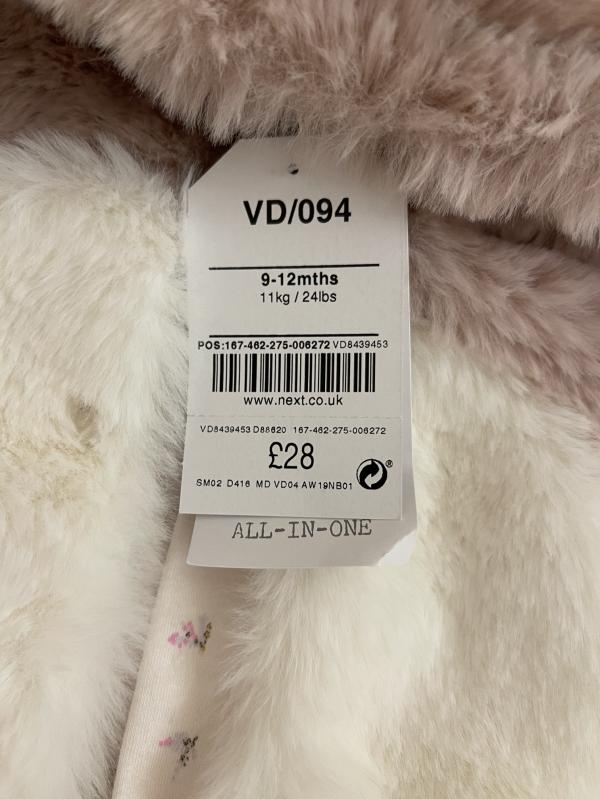 VD/094
9-12mths
11kg / 24lbs
POS:167-462-275-006272 VD8439453
www.next.co.uk
VD8439453 D88620 167-462-275-006272
£28
®
SM02 D416 MD VD04 AW19NB01
ALL-IN-ONE